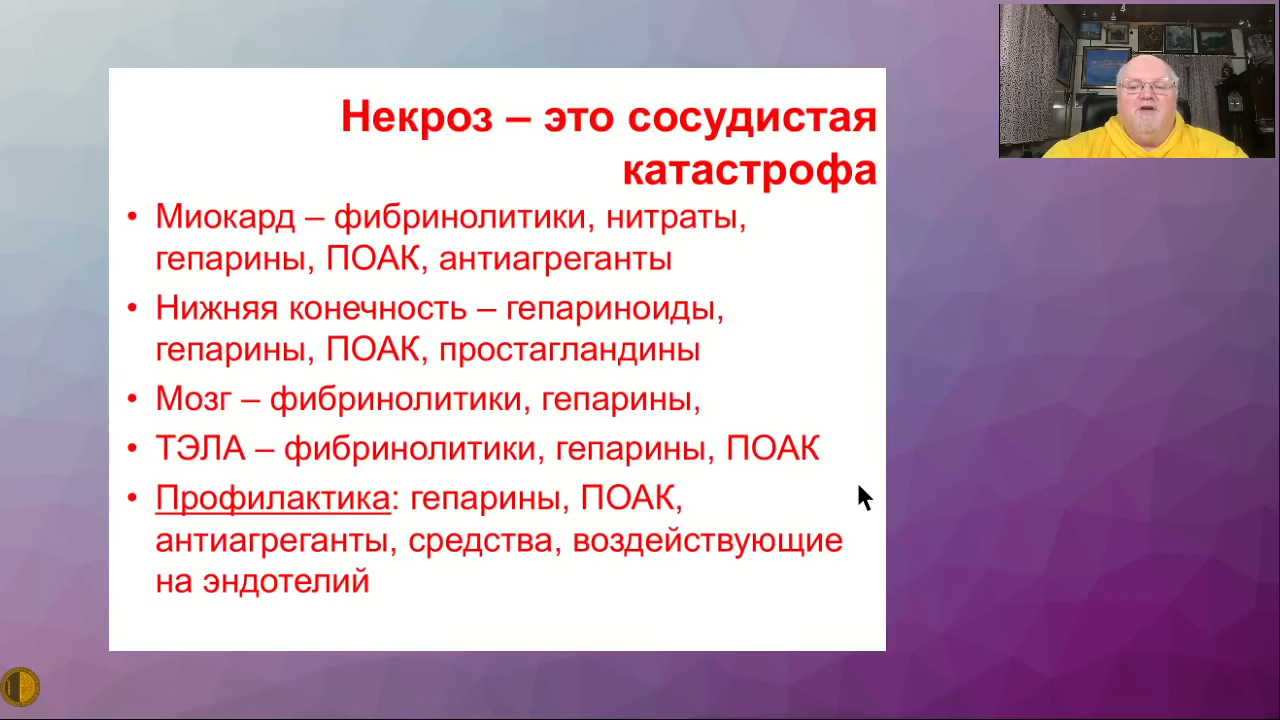 Некроз – это сосудистая
катастрофа
• Миокард – фибринолитики, нитраты,
гепарины, ПОАК, антиагреганты
• Нижняя конечность – гепариноиды,
гепарины, ПОАК, простагландины
• Мозг – фибринолитики, гепарины,
• ТЭЛА – фибринолитики, гепарины, ПОАК
• Профилактика: гепарины, ПОАК,
антиагреганты, средства, воздействующие
на эндотелий